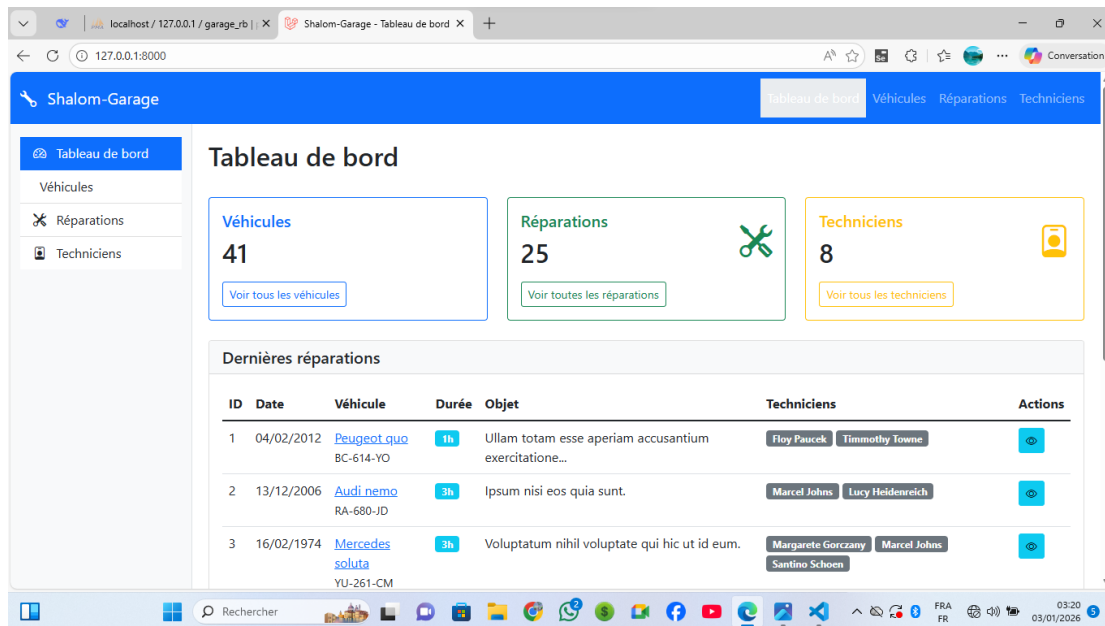 localhost / 127.0.0.1 / garage_rb | p
Shalom-Garage - Tableau de bord
127.0.0.1:8000
Conversation
Shalom-Garage
Tableau de bord
Véhicules
Réparations
Techniciens
Tableau de bord
Véhicules
Réparations
Techniciens
Tableau de bord
Véhicules
41
Voir tous les véhicules
Réparations
25
Voir toutes les réparations
Techniciens
8
Voir tous les techniciens
Dernières réparations
ID Date Véhicule Durée Objet Techniciens Actions
1 04/02/2012 Peugeot quo 1h Ullam totam esse aperiam accusantium Floy Paucek Timmothy Towne
BC-614-YO exercitatione...
2 13/12/2006 Audi nemo 3h Ipsum nisi eos quia sunt. Marcel Johns Lucy Heidenreich
RA-680-JD
3 16/02/1974 Mercedes 3h Voluptatum nihil voluptate qui hic ut id eum. Margarete Gorczany Marcel Johns
soluta Santino Schoen
YU-261-CM
Rechercher
2
FRA
FR
03:20
03/01/2026
5